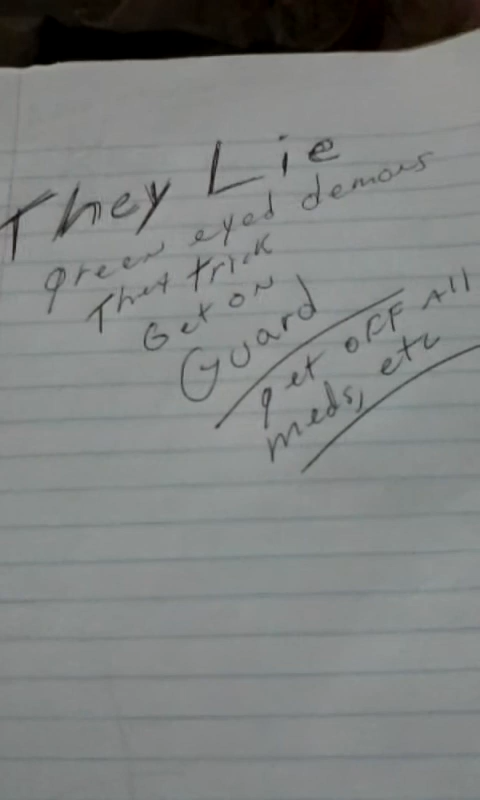 They Lie
green eyed demons
They trick
Get on
Guard
get off All
meds, etc